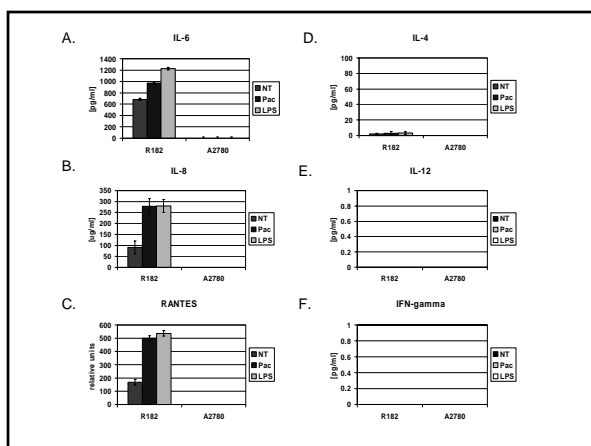 A.
IL-6
[pg/ml]
1400
1200
1000
800
600
400
200
0
R182
A2780
NT
Pac
LPS
B.
IL-8
[ug/ml]
350
300
250
200
150
100
50
0
R182
A2780
NT
Pac
LPS
C.
RANTES
relative units
600
500
400
300
200
100
0
R182
A2780
NT
Pac
LPS
D.
IL-4
[pg/ml]
100
80
60
40
20
0
R182
A2780
NT
Pac
LPS
E.
IL-12
[pg/ml]
1
0.8
0.6
0.4
0.2
0
R182
A2780
NT
Pac
LPS
F.
IFN-gamma
[pg/ml]
1
0.8
0.6
0.4
0.2
0
R182
A2780
NT
Pac
LPS